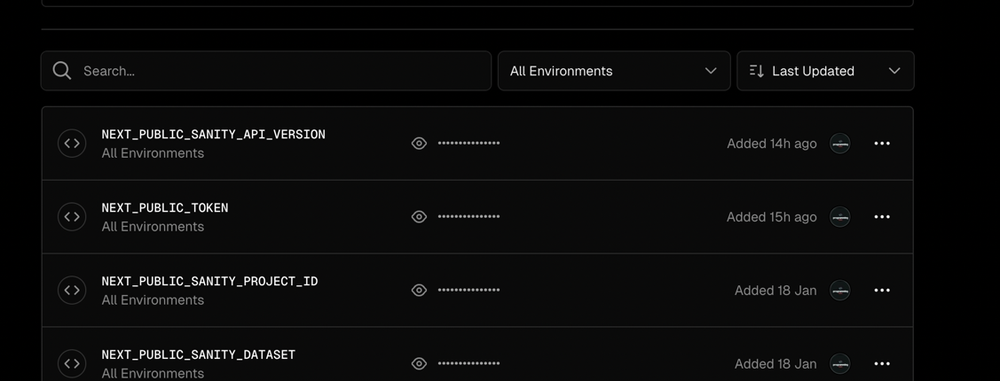 Search...
All Environments
Last Updated
NEXT_PUBLIC_SANITY_API_VERSION
All Environments
•••••••••••••••
Added 14h ago
NEXT_PUBLIC_TOKEN
All Environments
•••••••••••••••
Added 15h ago
NEXT_PUBLIC_SANITY_PROJECT_ID
All Environments
•••••••••••••••
Added 18 Jan
NEXT_PUBLIC_SANITY_DATASET
All Environments
•••••••••••••••
Added 18 Jan